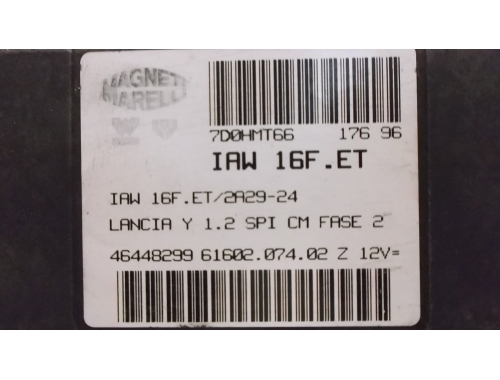 MAGNETI
MARELLI
7D0HMT66 176 96
IAW 16F.ET
IAW 16F.ET/2A29-24
LANCIA Y 1.2 SPI CM FASE 2
46448299 61602.074.02 Z 12V=